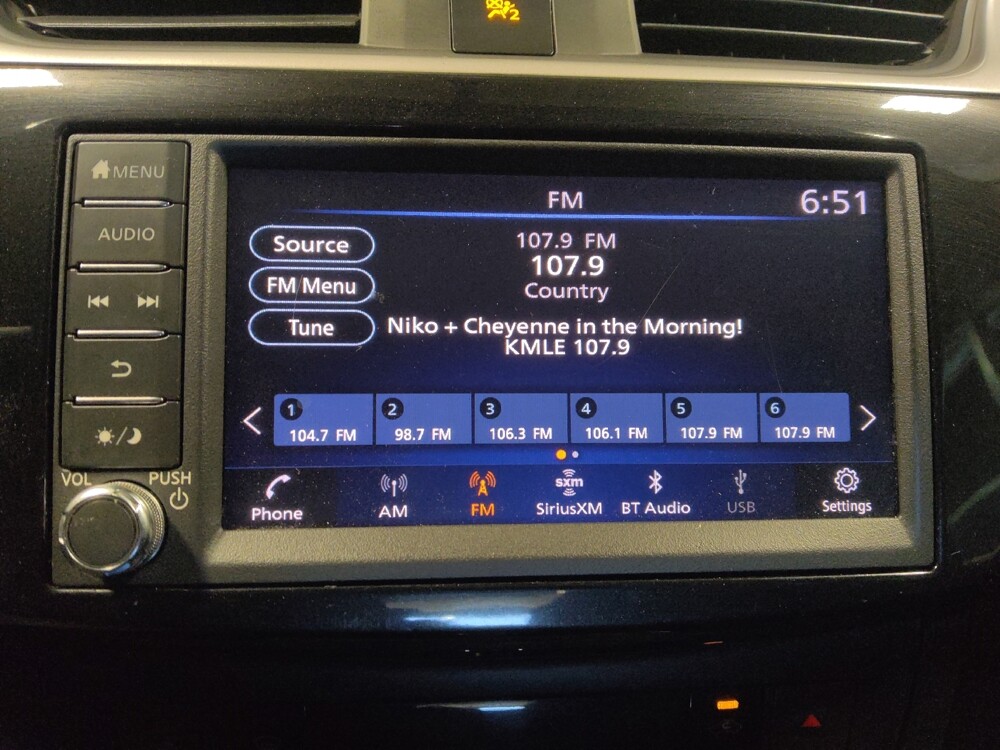 2
MENU
AUDIO
VOL
PUSH
FM
6:51
Source
FM Menu
Tune
107.9 FM
107.9
Country
Niko + Cheyenne in the Morning!
KMLE 107.9
1
104.7 FM
2
98.7 FM
3
106.3 FM
4
106.1 FM
5
107.9 FM
6
107.9 FM
Phone
AM
A
FM
sxm
SiriusXM
BT Audio
USB
Settings